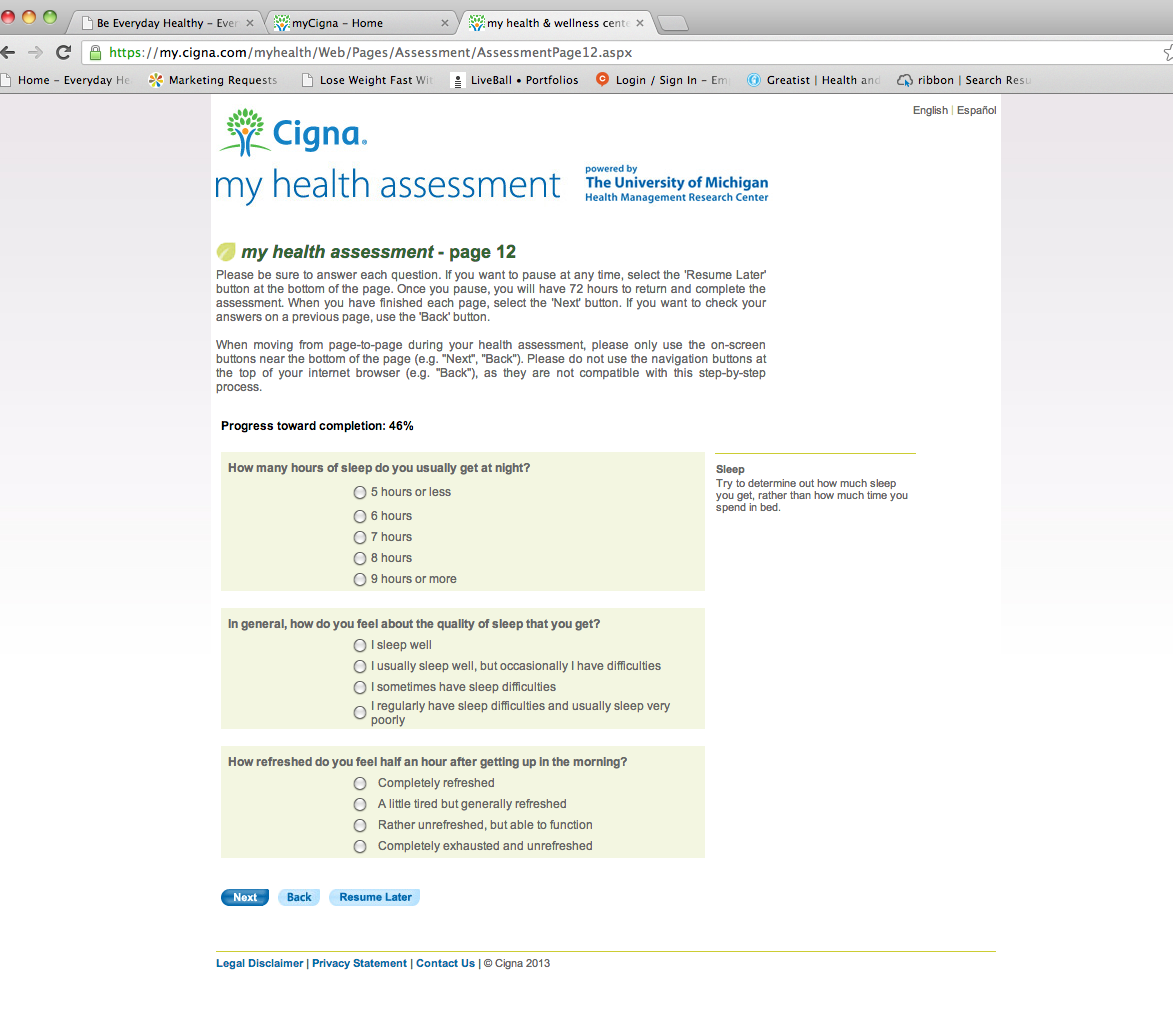 Be Everyday Healthy – Ever
myCigna – Home
my health & wellness cente
https://my.cigna.com/myhealth/Web/Pages/Assessment/AssessmentPage12.aspx
Home – Everyday He
Marketing Requests
Lose Weight Fast Wit
LiveBall • Portfolios
Login / Sign In – Em
Greatist | Health and
ribbon | Search Resu
English | Español
Cigna®
my health assessment
powered by
The University of Michigan
Health Management Research Center
my health assessment - page 12
Please be sure to answer each question. If you want to pause at any time, select the 'Resume Later'
button at the bottom of the page. Once you pause, you will have 72 hours to return and complete the
assessment. When you have finished each page, select the 'Next' button. If you want to check your
answers on a previous page, use the 'Back' button.
When moving from page-to-page during your health assessment, please only use the on-screen
buttons near the bottom of the page (e.g. "Next", "Back"). Please do not use the navigation buttons at
the top of your internet browser (e.g. "Back"), as they are not compatible with this step-by-step
process.
Progress toward completion: 46%
How many hours of sleep do you usually get at night?
5 hours or less
6 hours
7 hours
8 hours
9 hours or more
Sleep
Try to determine out how much sleep
you get, rather than how much time you
spend in bed.
In general, how do you feel about the quality of sleep that you get?
I sleep well
I usually sleep well, but occasionally I have difficulties
I sometimes have sleep difficulties
I regularly have sleep difficulties and usually sleep very
poorly
How refreshed do you feel half an hour after getting up in the morning?
Completely refreshed
A little tired but generally refreshed
Rather unrefreshed, but able to function
Completely exhausted and unrefreshed
Next
Back
Resume Later
Legal Disclaimer | Privacy Statement | Contact Us | © Cigna 2013